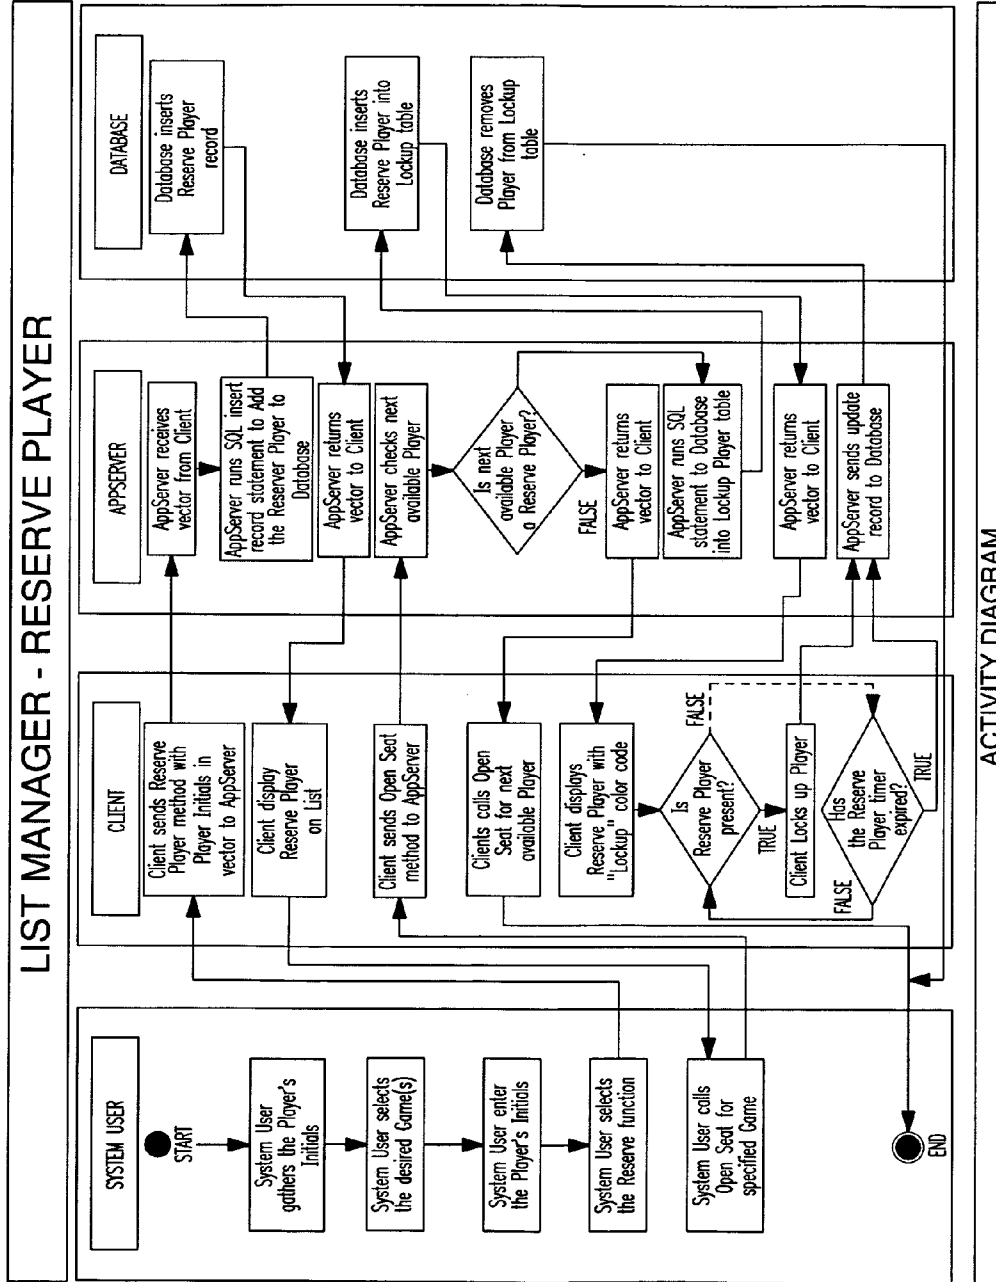 LIST MANAGER - RESERVE PLAYER
SYSTEM USER
START
System User
gathers the Player's
Initials
System User selects
the desired Game(s)
System User enter
the Player's Initials
System User selects
the Reserve function
System User calls
Open Seat for
specified Game
END
CLIENT
Client sends Reserve
Player method with
Player Initials in
vector to AppServer
Client display
Reserve Player
on List
Client sends Open Seat
method to AppServer
Clients calls Open
Seat for next
available Player
Client displays
Reserve Player with
"Lockup" color code
Is
Reserve Player
present?
FALSE
TRUE
Client Locks up Player
Has
the Reserve
Player timer
expired?
FALSE
TRUE
APPSERVER
AppServer receives
vector from Client
AppServer runs SQL insert
record statement to Add
the Reserver Player to
Database
AppServer returns
vector to Client
AppServer checks next
available Player
Is next
available Player
a Reserve Player?
FALSE
AppServer returns
vector to Client
AppServer runs SQL
statement to Database
into Lockup Player table
AppServer returns
vector to Client
AppServer sends update
record to Database
DATABASE
Database inserts
Reserve Player
record
Database inserts
Reserve Player into
Lockup table
Database removes
Player from Lockup
table
ACTIVITY DIAGRAM